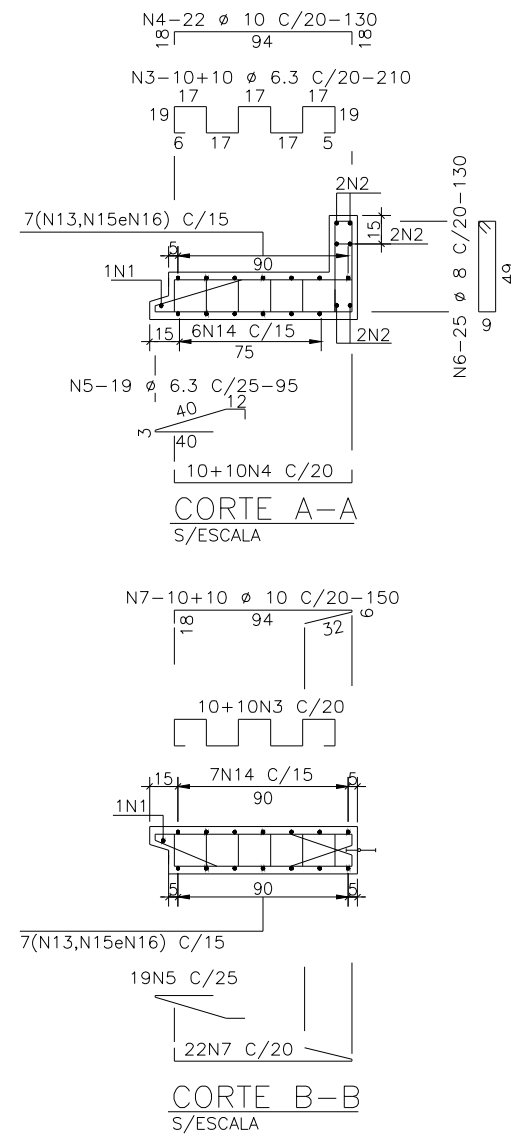 N4-22 ø 10 C/20-130
18 94 18
N3-10+10 ø 6.3 C/20-210
17 17 17
19 19
6 17 17 5
2N2
7(N13,N15eN16) C/15
15
2N2
5
90
1N1
N6-25 ø 8 C/20-130
49
9
15 6N14 C/15
75
2N2
N5-19 ø 6.3 C/25-95
40 12
3
40
10+10N4 C/20
CORTE A-A
S/ESCALA
N7-10+10 ø 10 C/20-150
18 94 6
32
10+10N3 C/20
15 7N14 C/15 5
90
1N1
5 90 5
7(N13,N15eN16) C/15
19N5 C/25
22N7 C/20
CORTE B-B
S/ESCALA